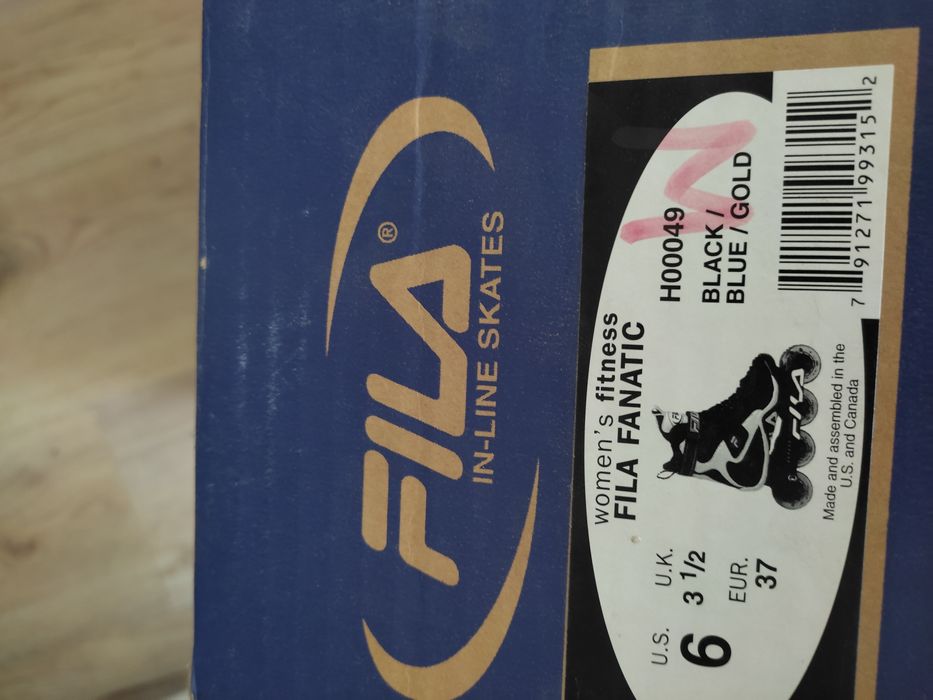 FILA®
IN-LINE SKATES
women's fitness
FILA FANATIC
U.S.
6
U.K.
3 1/2
EUR.
37
H00049
BLACK /
BLUE / GOLD
W
FILA
Made and assembled in the
U.S. and Canada
7 91271 99315 2